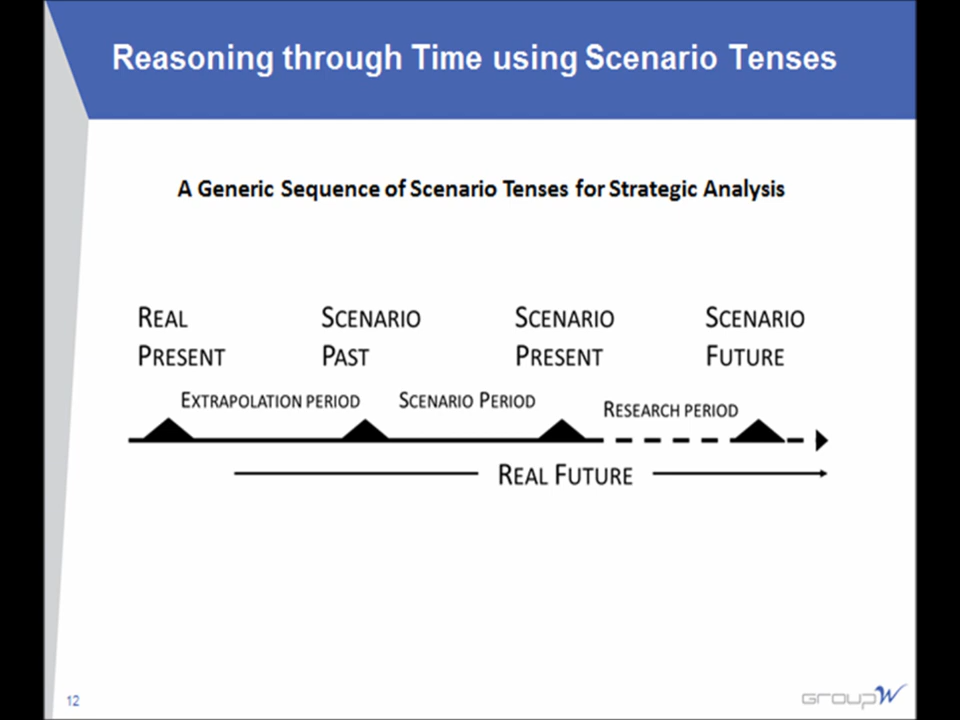 Reasoning through Time using Scenario Tenses
A Generic Sequence of Scenario Tenses for Strategic Analysis
REAL PRESENT
SCENARIO PAST
SCENARIO PRESENT
SCENARIO FUTURE
EXTRAPOLATION PERIOD
SCENARIO PERIOD
RESEARCH PERIOD
REAL FUTURE
12
GroupW